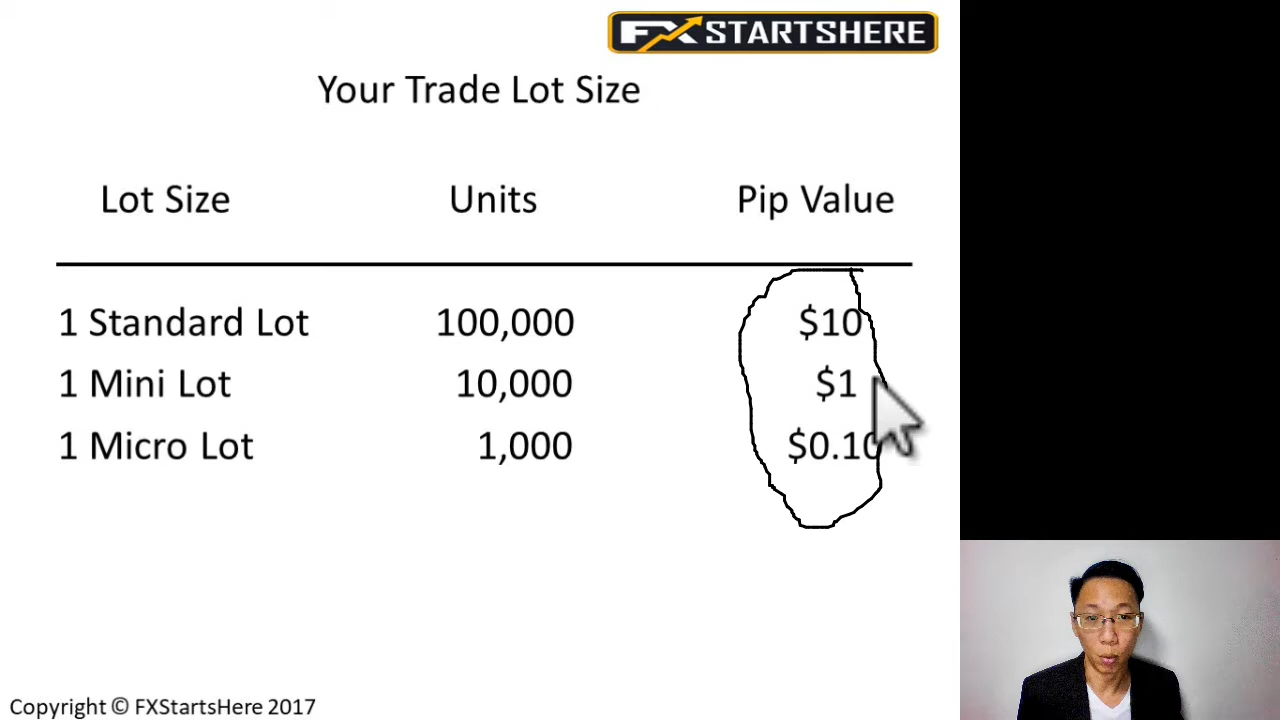 FXSTARTSHERE
Your Trade Lot Size
Lot Size Units Pip Value
1 Standard Lot 100,000 $10
1 Mini Lot 10,000 $1
1 Micro Lot 1,000 $0.10
Copyright © FXStartsHere 2017